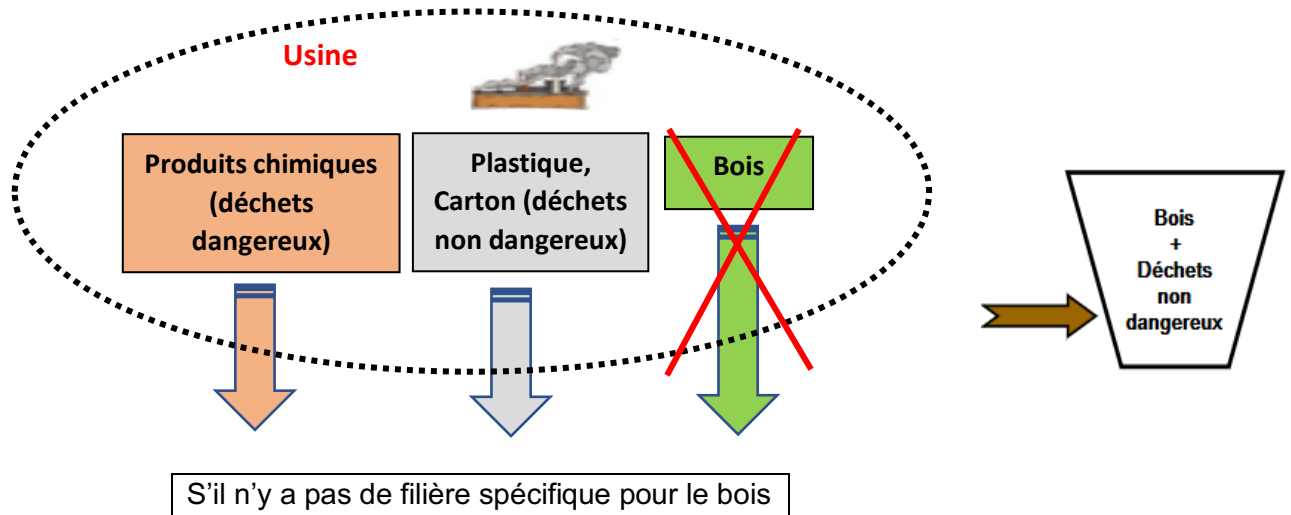 Usine
Produits chimiques
(déchets
dangereux)
Plastique,
Carton (déchets
non dangereux)
Bois
Bois
+
Déchets
non
dangereux
S’il n’y a pas de filière spécifique pour le bois